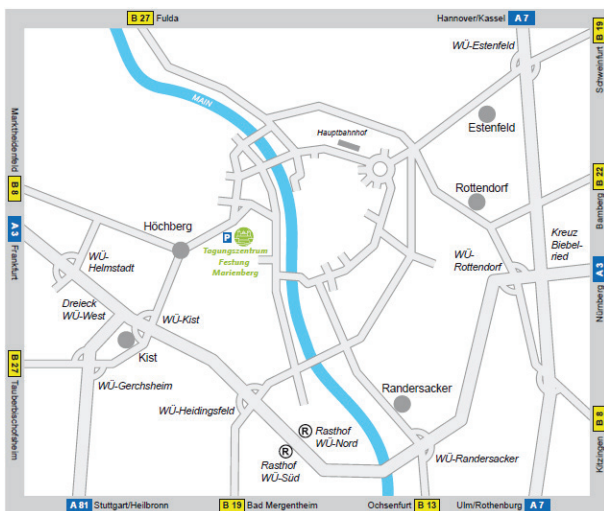 B 27 Fulda
Hannover/Kassel A 7
B 19
Schweinfurt
WÜ-Estenfeld
MAIN
Hauptbahnhof
Estenfeld
Marktheidenfeld
B 8
A 3
Frankfurt
Rottendorf
B 22
Bamberg
Höchberg
P
Tagungszentrum
Festung
Marienberg
WÜ-
Helmstadt
WÜ-
Rottendorf
Kreuz
Biebel-
ried
A 3
Nürnberg
Dreieck
WÜ-West
WÜ-Kist
Kist
B 27
Tauberbischofsheim
WÜ-Gerchsheim
WÜ-Heidingsfeld
Randersacker
R
Rasthof
WÜ-Nord
R
Rasthof
WÜ-Süd
WÜ-Randersacker
B 8
Kitzingen
A 81 Stuttgart/Heilbronn
B 19 Bad Mergentheim
Ochsenfurt B 13
Ulm/Rothenburg A 7